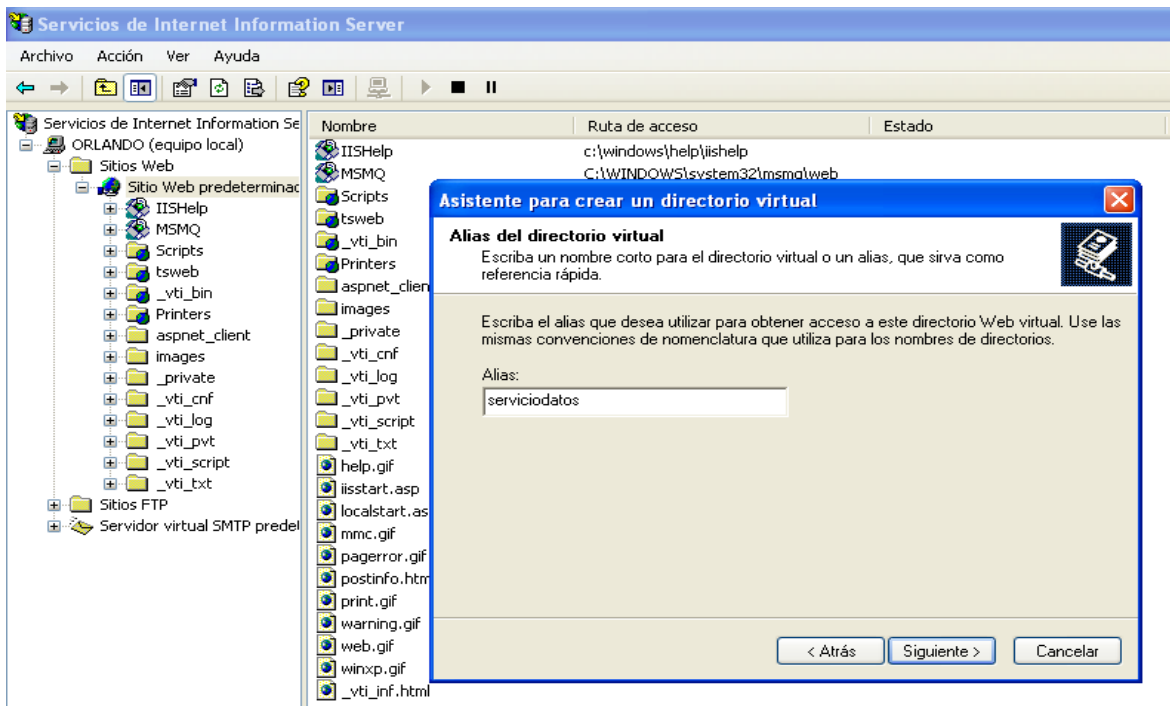 Servicios de Internet Information Server
Archivo Acción Ver Ayuda
Servicios de Internet Information Se
ORLANDO (equipo local)
Sitios Web
Sitio Web predeterminac
IISHelp
MSMQ
Scripts
tsweb
_vti_bin
Printers
aspnet_client
images
_private
_vti_cnf
_vti_log
_vti_pvt
_vti_script
_vti_txt
Sitios FTP
Servidor virtual SMTP predet
Nombre Ruta de acceso Estado
IISHelp c:\windows\help\iishelp
MSMQ C:\WINDOWS\system32\msmq\web
Scripts
tsweb
_vti_bin
Printers
aspnet_clien
images
_private
_vti_cnf
_vti_log
_vti_pvt
_vti_script
_vti_txt
help.gif
iisstart.asp
localstart.as
mmc.gif
pagerror.gif
postinfo.htm
print.gif
warning.gif
web.gif
winxp.gif
_vti_inf.html
Asistente para crear un directorio virtual
Alias del directorio virtual
Escriba un nombre corto para el directorio virtual o un alias, que sirva como
referencia rápida.
Escriba el alias que desea utilizar para obtener acceso a este directorio Web virtual. Use las
mismas convenciones de nomenclatura que utiliza para los nombres de directorios.
Alias:
serviciodatos
< Atrás Siguiente > Cancelar